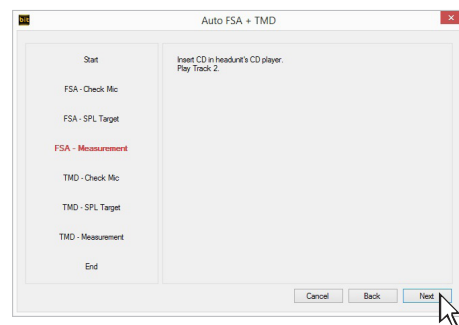 bit
Auto FSA + TMD
Start
FSA - Check Mic
FSA - SPL Target
FSA - Measurement
TMD - Check Mic
TMD - SPL Target
TMD - Measurement
End
Insert CD in headunit's CD player.
Play Track 2.
Cancel Back Next